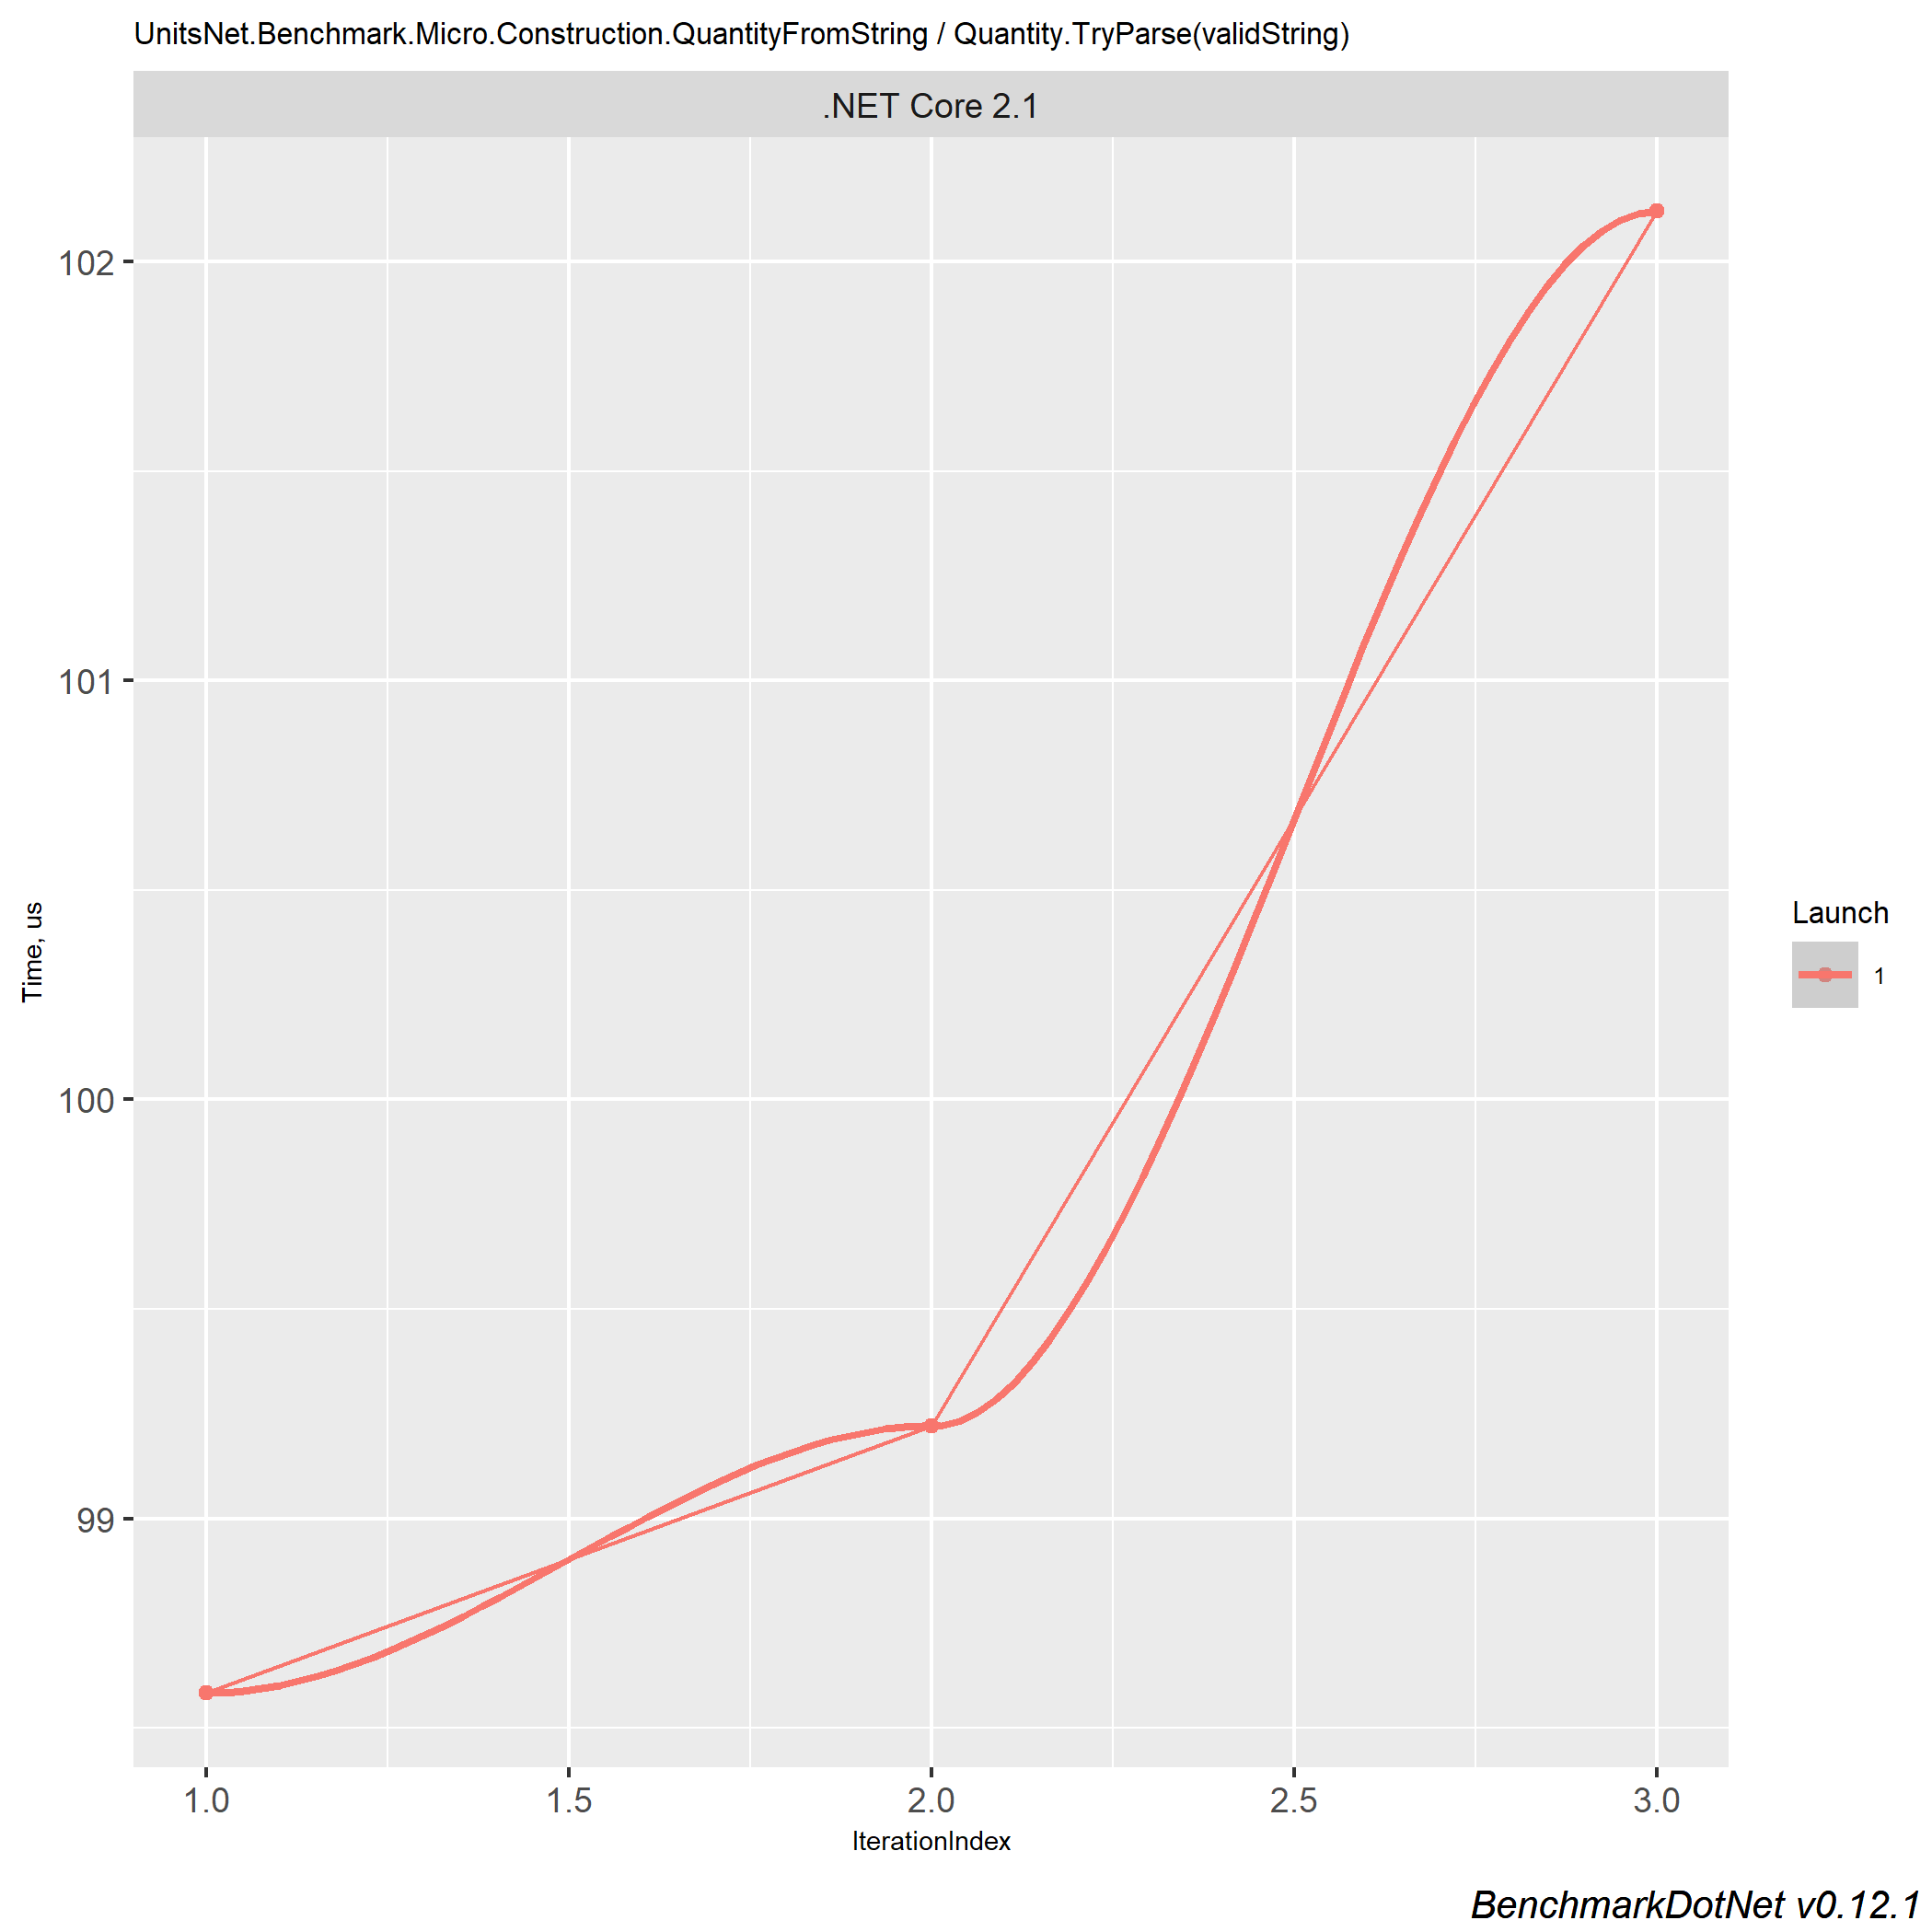 UnitsNet.Benchmark.Micro.Construction.QuantityFromString / Quantity.TryParse(validString)
.NET Core 2.1
102
101
100
99
Time, us
1.0 1.5 2.0 2.5 3.0
IterationIndex
Launch
1
BenchmarkDotNet v0.12.1